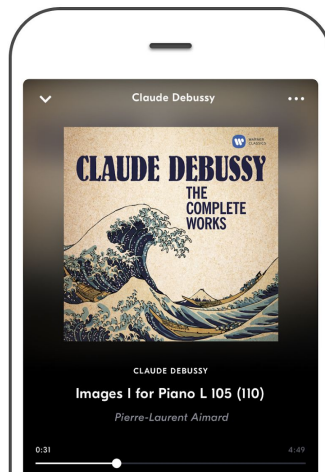 Claude Debussy
WARNER
CLASSICS
CLAUDE DEBUSSY
THE
COMPLETE
WORKS
CLAUDE DEBUSSY
Images I for Piano L 105 (110)
Pierre-Laurent Aimard
0:31 4:49